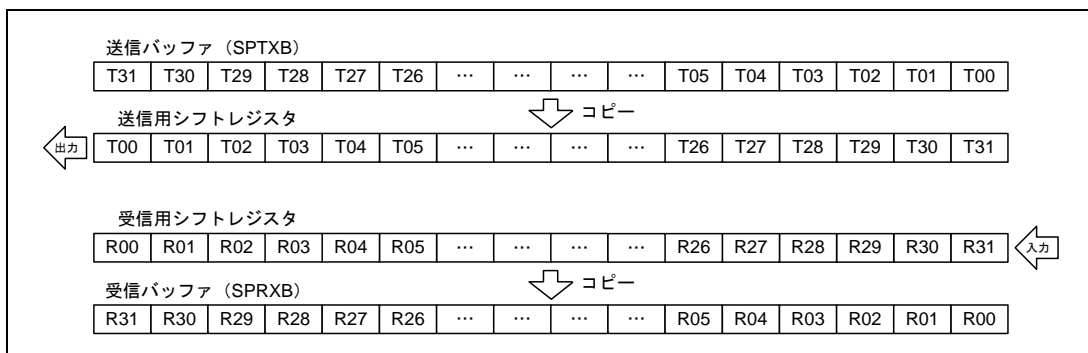 送信バッファ（SPTXB）
T31 T30 T29 T28 T27 T26 … … … … T05 T04 T03 T02 T01 T00
コピー
送信用シフトレジスタ
出力 T00 T01 T02 T03 T04 T05 … … … … T26 T27 T28 T29 T30 T31
受信用シフトレジスタ
R00 R01 R02 R03 R04 R05 … … … … R26 R27 R28 R29 R30 R31 入力
コピー
受信バッファ（SPRXB）
R31 R30 R29 R28 R27 R26 … … … … R05 R04 R03 R02 R01 R00